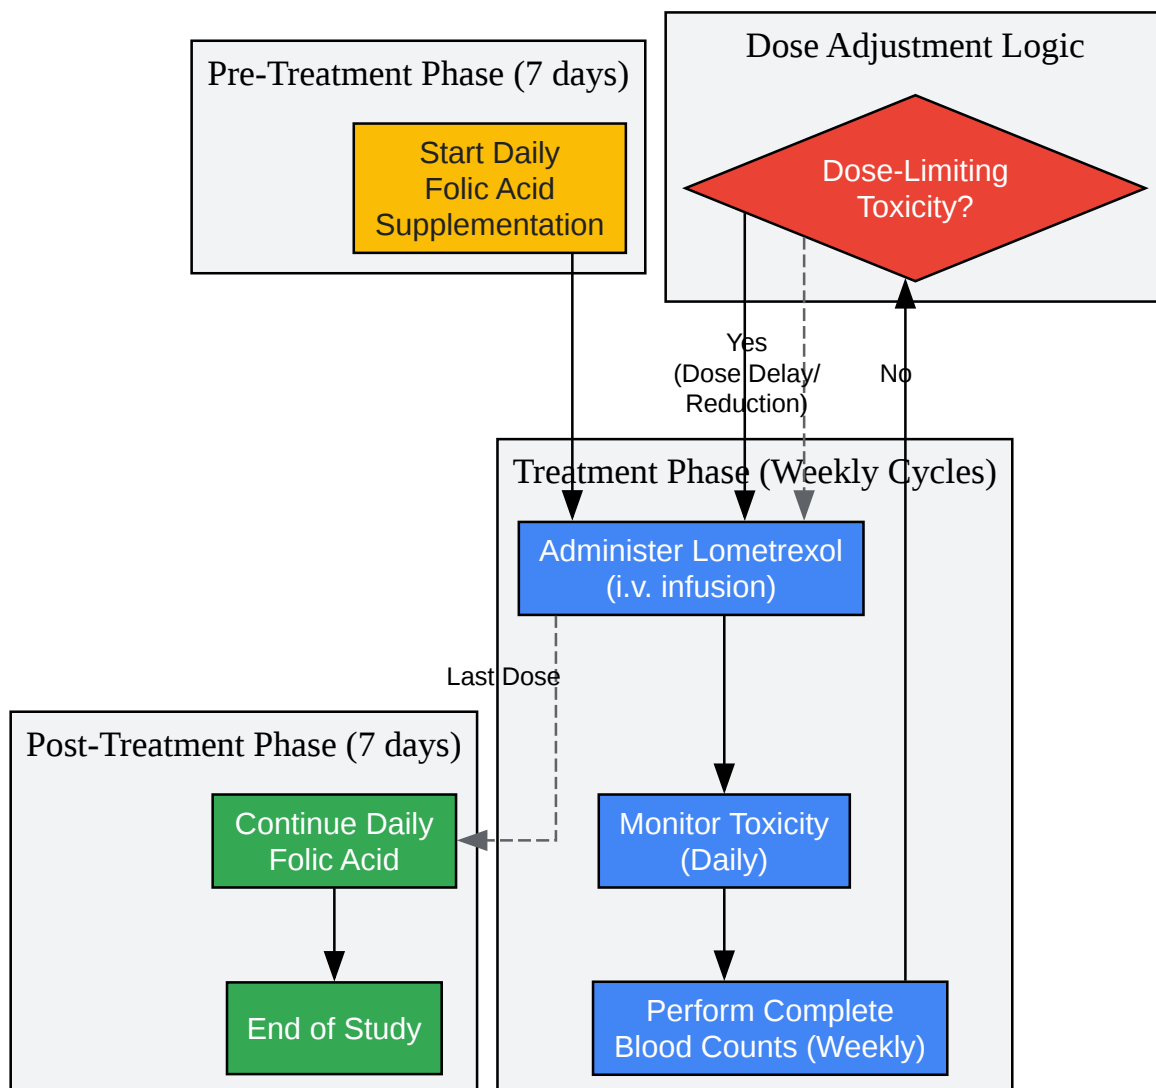 Pre-Treatment Phase (7 days)
Start Daily
Folic Acid
Supplementation
Dose Adjustment Logic
Dose-Limiting
Toxicity?
Yes
(Dose Delay/
Reduction)
No
Treatment Phase (Weekly Cycles)
Administer Lometrexol
(i.v. infusion)
Last Dose
Monitor Toxicity
(Daily)
Perform Complete
Blood Counts (Weekly)
Post-Treatment Phase (7 days)
Continue Daily
Folic Acid
End of Study